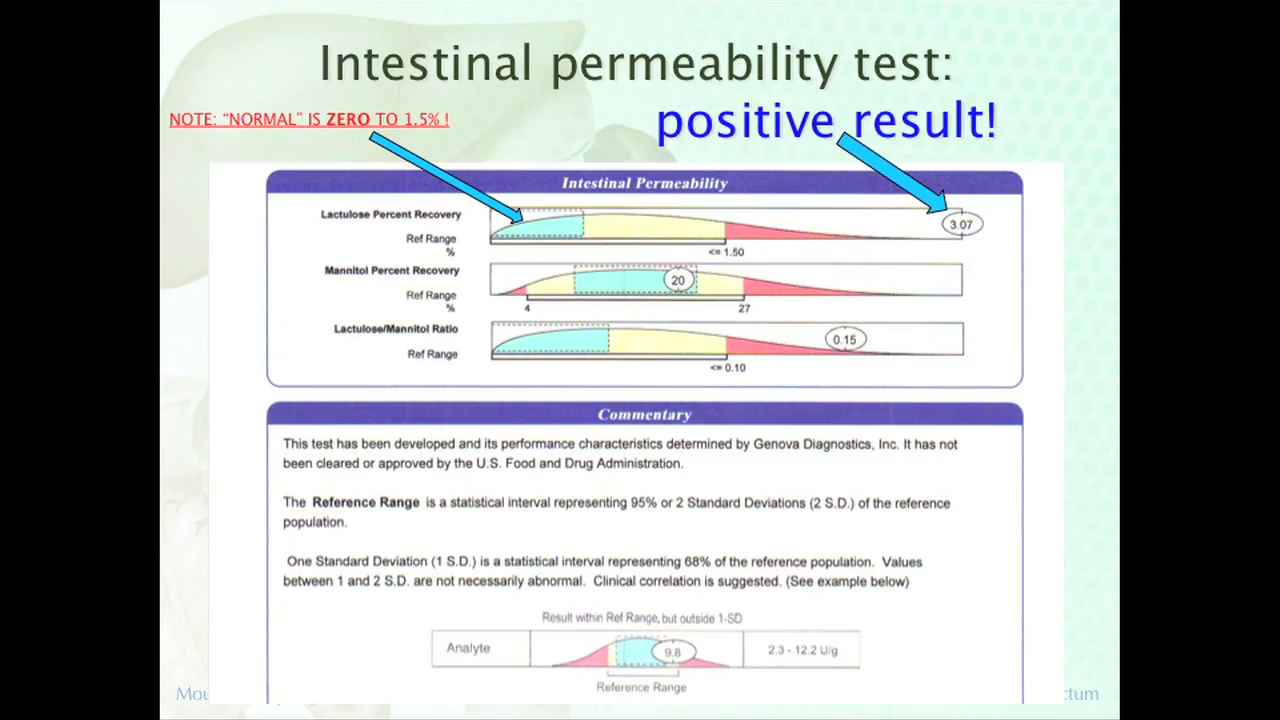 Intestinal permeability test:
NOTE: “NORMAL” IS ZERO TO 1.5% !
positive result!
Intestinal Permeability
Lactulose Percent Recovery
3.07
Ref Range
%
<= 1.50
Mannitol Percent Recovery
20
Ref Range
%
4
27
Lactulose/Mannitol Ratio
0.15
Ref Range
<= 0.10
Commentary
This test has been developed and its performance characteristics determined by Genova Diagnostics, Inc. It has not
been cleared or approved by the U.S. Food and Drug Administration.
The Reference Range is a statistical interval representing 95% or 2 Standard Deviations (2 S.D.) of the reference
population.
One Standard Deviation (1 S.D.) is a statistical interval representing 68% of the reference population. Values
between 1 and 2 S.D. are not necessarily abnormal. Clinical correlation is suggested. (See example below)
Result within Ref Range, but outside 1-SD
Analyte
9.8
2.3 - 12.2 U/g
Reference Range